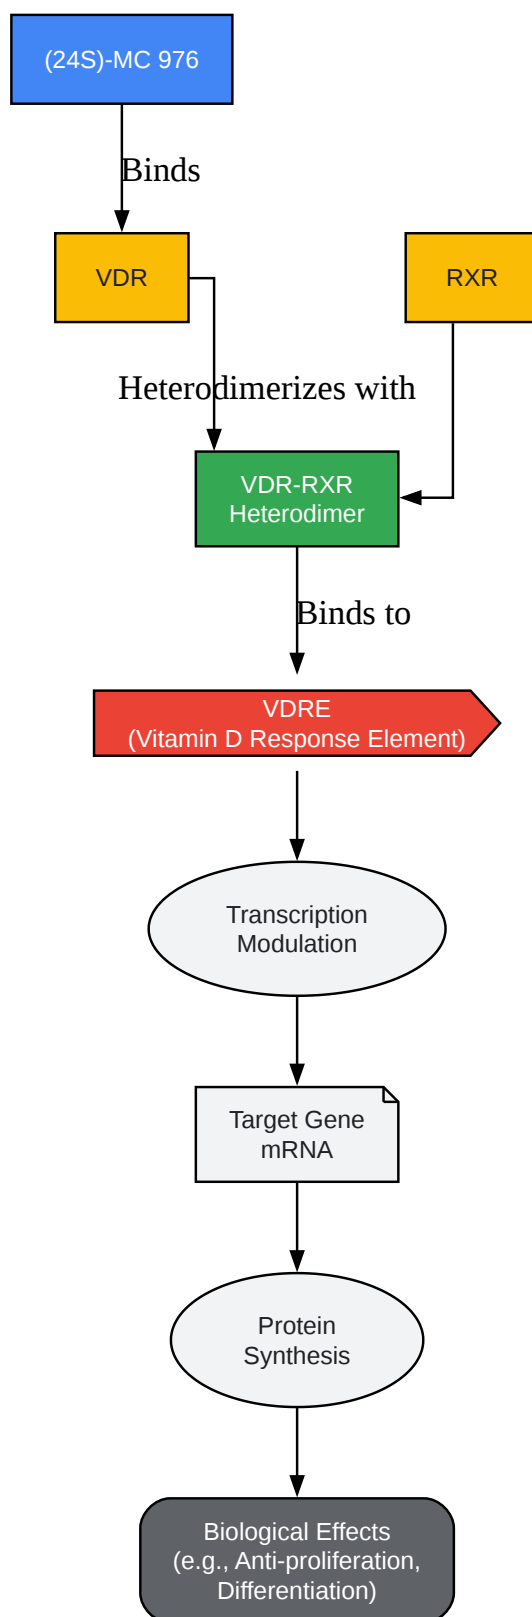 (24S)-MC 976
Binds
VDR
RXR
Heterodimerizes with
VDR-RXR
Heterodimer
Binds to
VDRE
(Vitamin D Response Element)
Transcription
Modulation
Target Gene
mRNA
Protein
Synthesis
Biological Effects
(e.g., Anti-proliferation,
Differentiation)